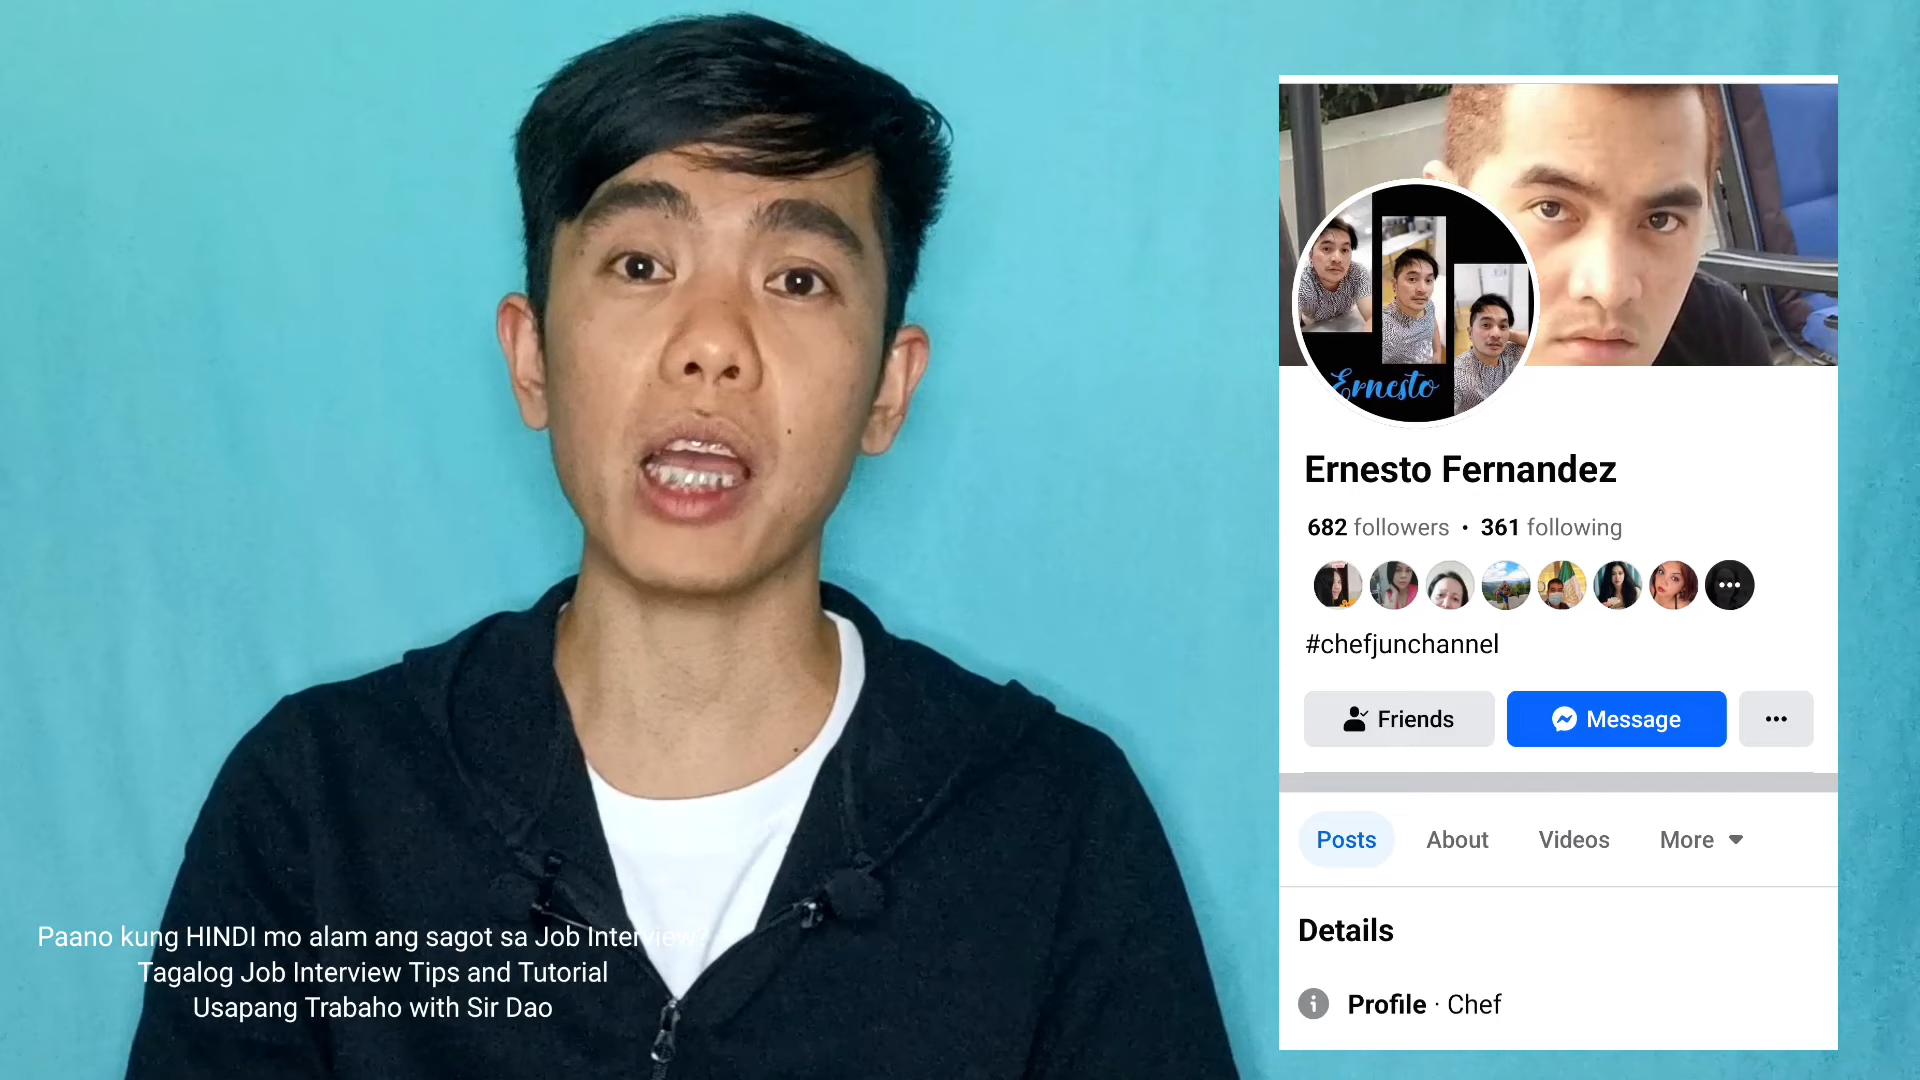 Paano kung HINDI mo alam ang sagot sa Job Interview?
Tagalog Job Interview Tips and Tutorial
Usapang Trabaho with Sir Dao
Ernesto
Ernesto Fernandez
682 followers • 361 following
#chefjunchannel
Friends
Message
Posts
About
Videos
More
Details
Profile · Chef